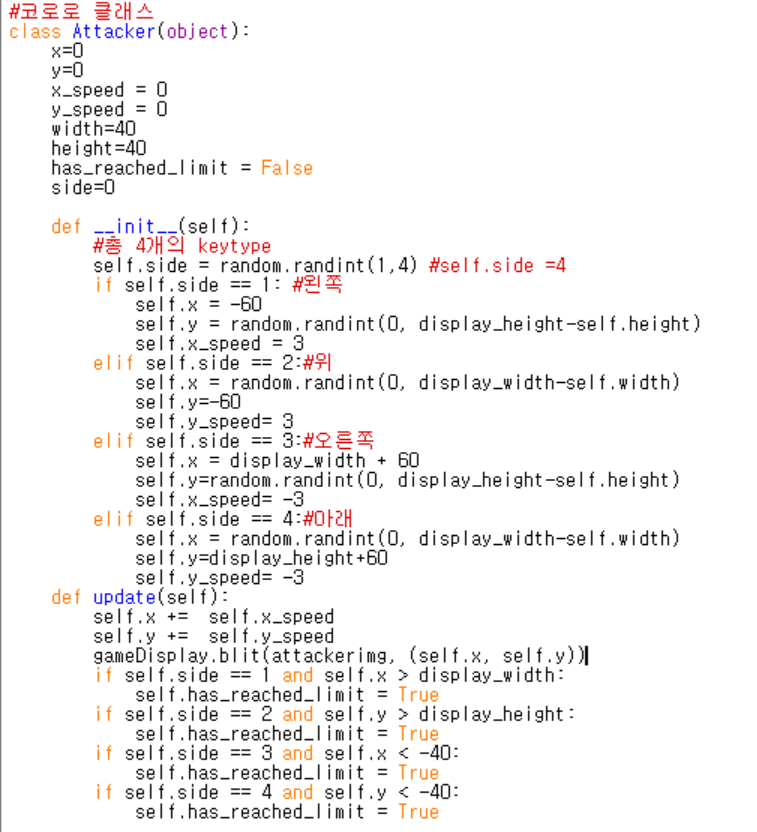 #코로로 클래스
class Attacker(object):
    x=0
    y=0
    x_speed = 0
    y_speed = 0
    width=40
    height=40
    has_reached_limit = False
    side=0

    def __init__(self):
        #총 4개의 keytype
        self.side = random.randint(1,4) #self.side =4
        if self.side == 1: #왼쪽
            self.x = -60
            self.y = random.randint(0, display_height-self.height)
            self.x_speed = 3
        elif self.side == 2:#위
            self.x = random.randint(0, display_width-self.width)
            self.y=-60
            self.y_speed= 3
        elif self.side == 3:#오른쪽
            self.x = display_width + 60
            self.y=random.randint(0, display_height-self.height)
            self.x_speed= -3
        elif self.side == 4:#아래
            self.x = random.randint(0, display_width-self.width)
            self.y=display_height+60
            self.y_speed= -3
    def update(self):
        self.x +=  self.x_speed
        self.y +=  self.y_speed
        gameDisplay.blit(attackerimg, (self.x, self.y))
        if self.side == 1 and self.x > display_width:
            self.has_reached_limit = True
        if self.side == 2 and self.y > display_height:
            self.has_reached_limit = True
        if self.side == 3 and self.x < -40:
            self.has_reached_limit = True
        if self.side == 4 and self.y < -40:
            self.has_reached_limit = True